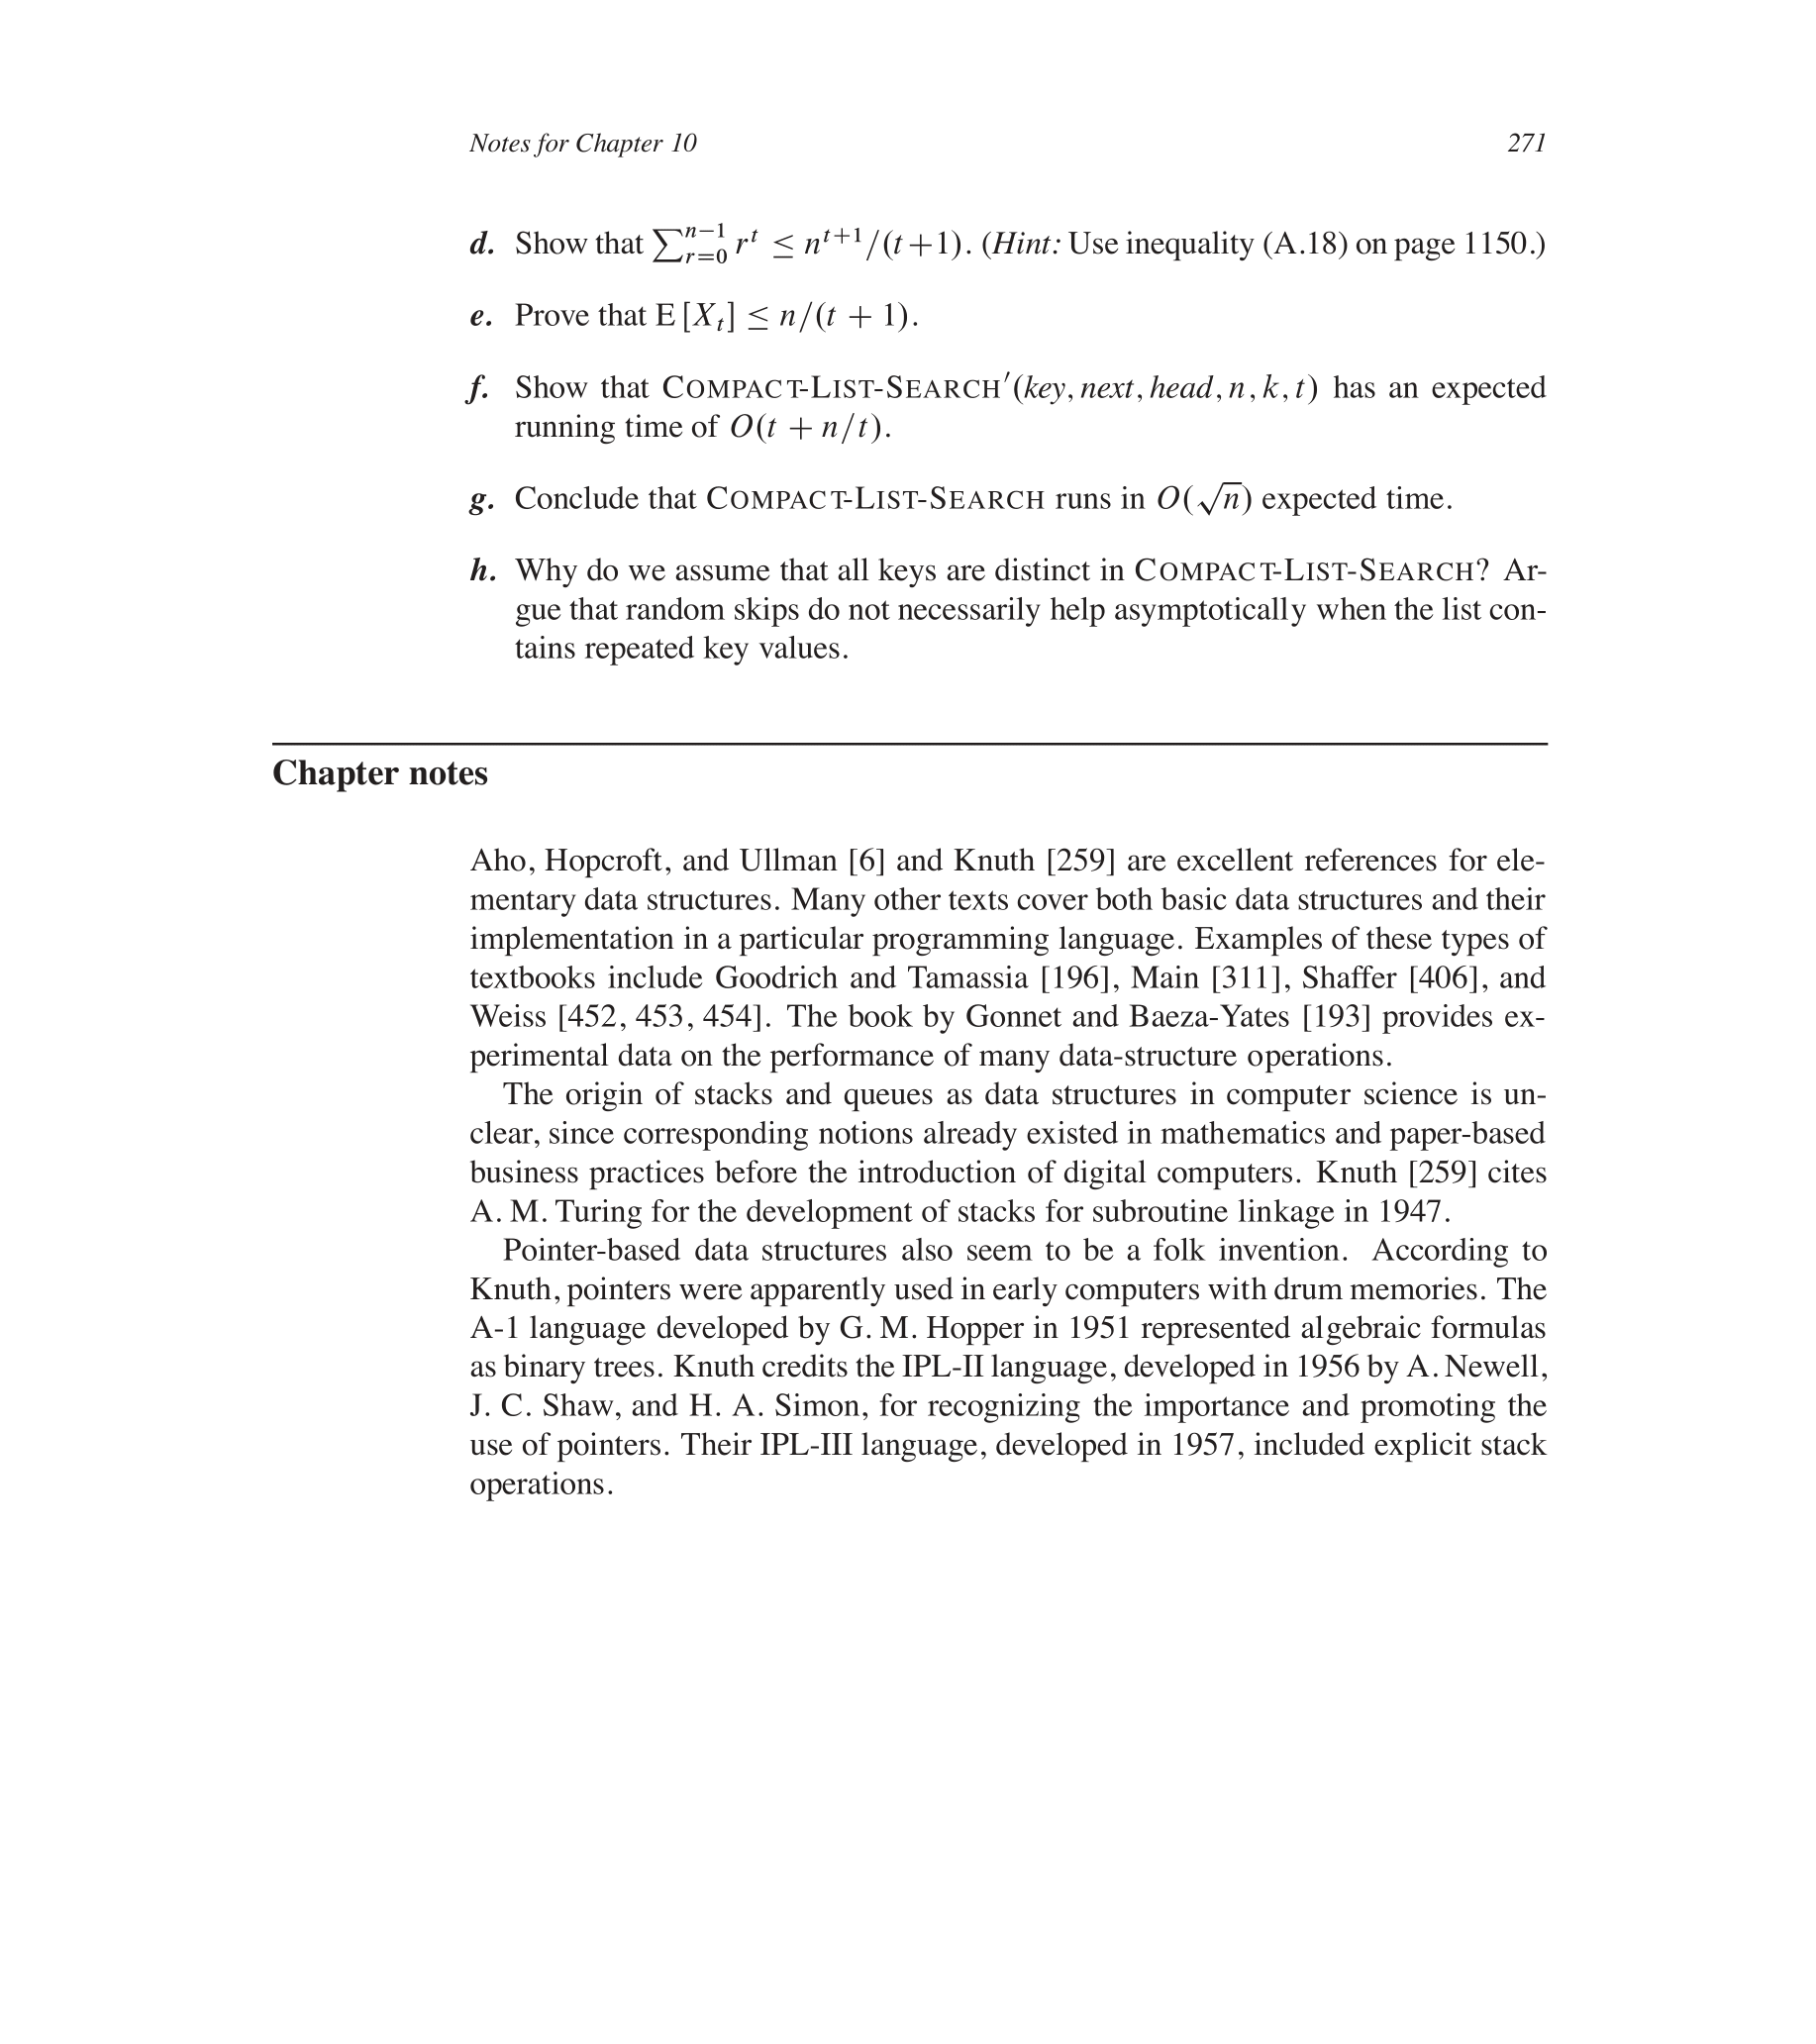 Notes for Chapter 10 271
d. Show that ∑_{r=0}^{n−1} r^t ≤ n^{t+1}/(t+1). (Hint: Use inequality (A.18) on page 1150.)
e. Prove that E [X_t] ≤ n/(t + 1).
f. Show that COMPACT-LIST-SEARCH′(key, next, head, n, k, t) has an expected
running time of O(t + n/t).
g. Conclude that COMPACT-LIST-SEARCH runs in O(√n) expected time.
h. Why do we assume that all keys are distinct in COMPACT-LIST-SEARCH? Ar-
gue that random skips do not necessarily help asymptotically when the list con-
tains repeated key values.
Chapter notes
Aho, Hopcroft, and Ullman [6] and Knuth [259] are excellent references for ele-
mentary data structures. Many other texts cover both basic data structures and their
implementation in a particular programming language. Examples of these types of
textbooks include Goodrich and Tamassia [196], Main [311], Shaffer [406], and
Weiss [452, 453, 454]. The book by Gonnet and Baeza-Yates [193] provides ex-
perimental data on the performance of many data-structure operations.
The origin of stacks and queues as data structures in computer science is un-
clear, since corresponding notions already existed in mathematics and paper-based
business practices before the introduction of digital computers. Knuth [259] cites
A. M. Turing for the development of stacks for subroutine linkage in 1947.
Pointer-based data structures also seem to be a folk invention. According to
Knuth, pointers were apparently used in early computers with drum memories. The
A-1 language developed by G. M. Hopper in 1951 represented algebraic formulas
as binary trees. Knuth credits the IPL-II language, developed in 1956 by A. Newell,
J. C. Shaw, and H. A. Simon, for recognizing the importance and promoting the
use of pointers. Their IPL-III language, developed in 1957, included explicit stack
operations.